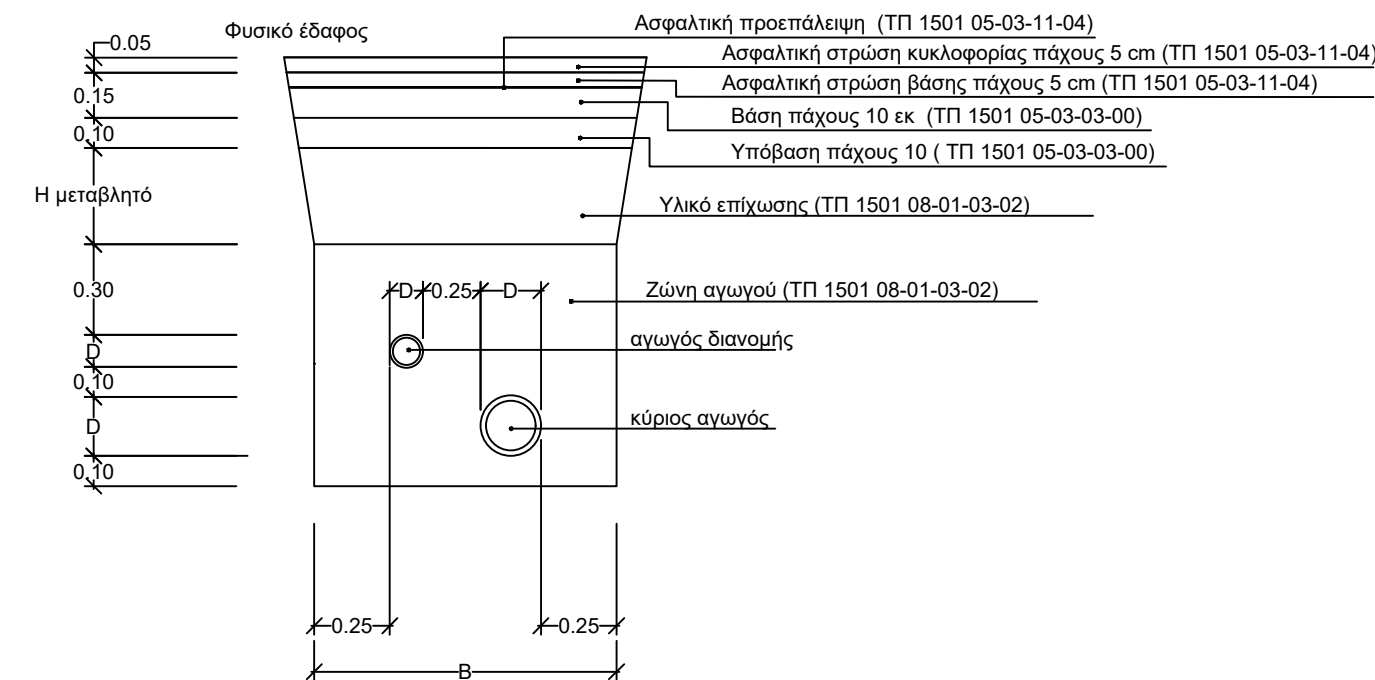 Φυσικό έδαφος
Ασφαλτική προεπάλειψη (ΤΠ 1501 05-03-11-04)
0.05
Ασφαλτική στρώση κυκλοφορίας πάχους 5 cm (ΤΠ 1501 05-03-11-04)
Ασφαλτική στρώση βάσης πάχους 5 cm (ΤΠ 1501 05-03-11-04)
0.15
Βάση πάχους 10 εκ (ΤΠ 1501 05-03-03-00)
0.10
Υπόβαση πάχους 10 ( ΤΠ 1501 05-03-03-00)
Η μεταβλητό
Υλικό επίχωσης (ΤΠ 1501 08-01-03-02)
0.30
D 0.25 D
Ζώνη αγωγού (ΤΠ 1501 08-01-03-02)
αγωγός διανομής
D
0.10
κύριος αγωγός
D
0.10
0.25 0.25
B